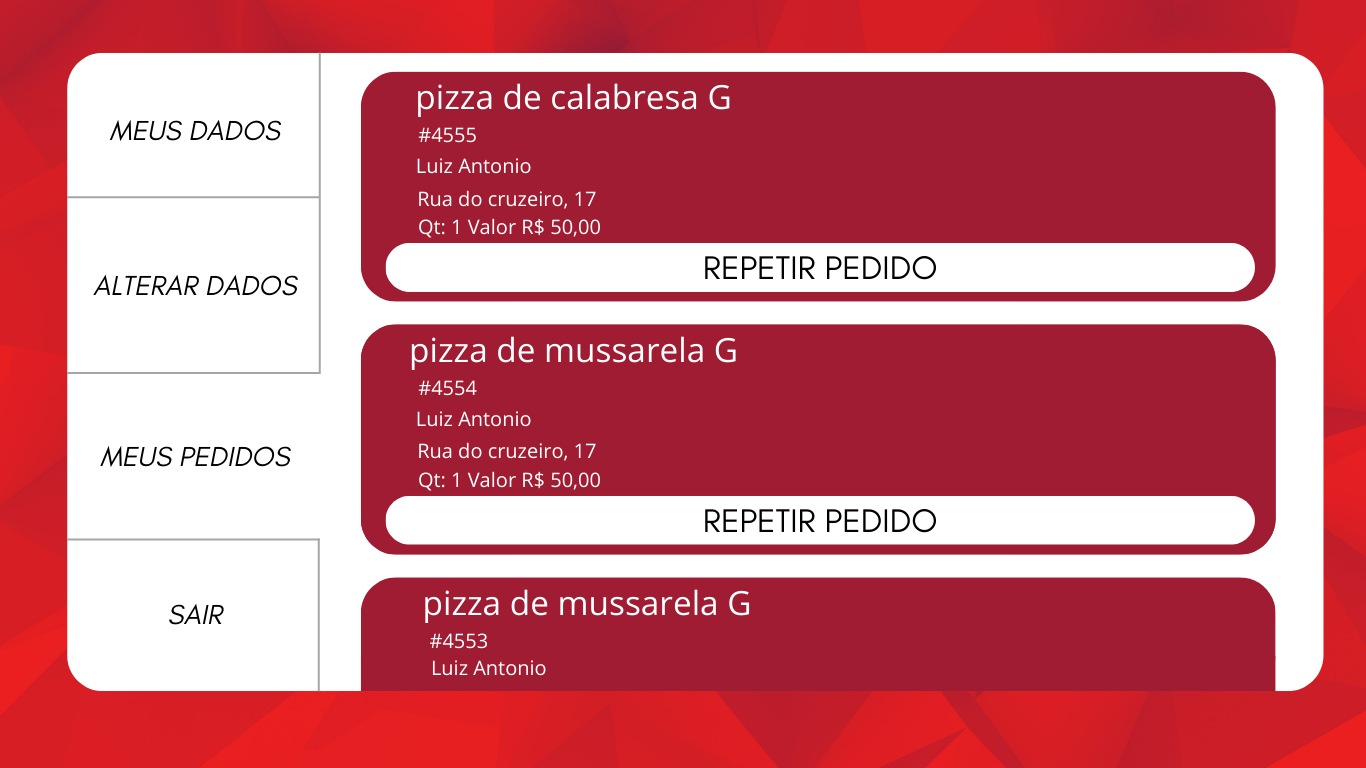 MEUS DADOS
ALTERAR DADOS
MEUS PEDIDOS
SAIR
pizza de calabresa G
#4555
Luiz Antonio
Rua do cruzeiro, 17
Qt: 1 Valor R$ 50,00
REPETIR PEDIDO
pizza de mussarela G
#4554
Luiz Antonio
Rua do cruzeiro, 17
Qt: 1 Valor R$ 50,00
REPETIR PEDIDO
pizza de mussarela G
#4553
Luiz Antonio